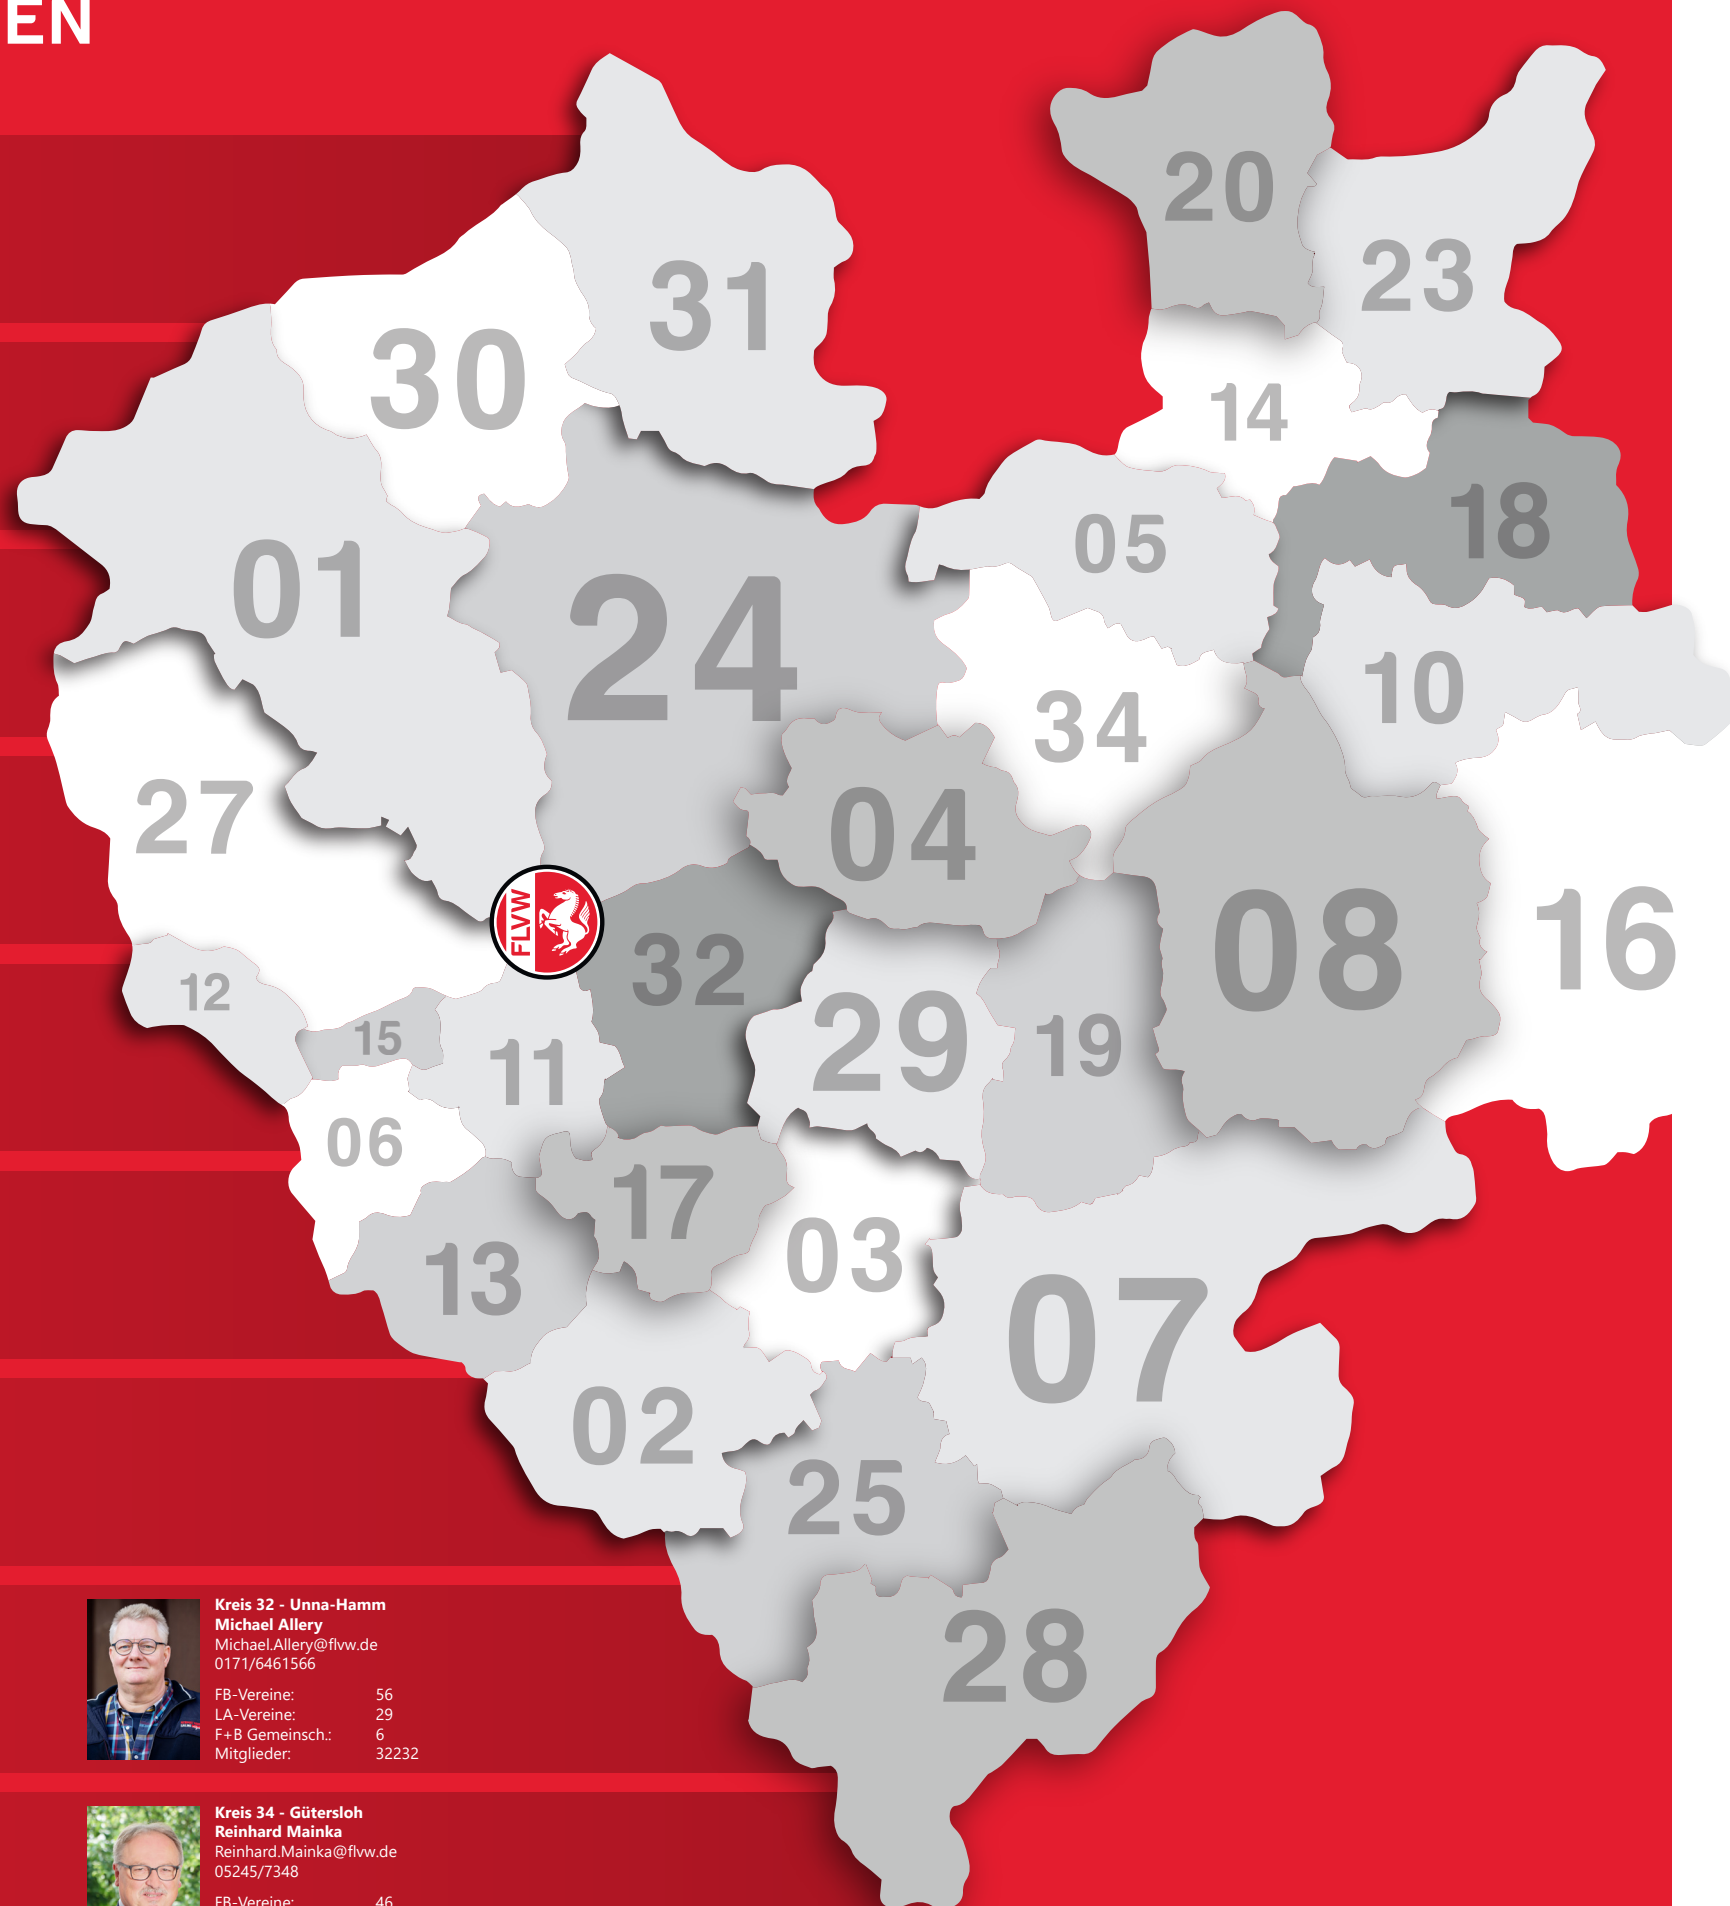 EN
20
23
31
30
14
18
05
01
24
10
34
27
04
08
16
FLVW
32
12
29
19
15
11
06
17
03
13
07
02
25
28
Kreis 32 - Unna-Hamm
Michael Allery
Michael.Allery@flvw.de
0171/6461566
FB-Vereine: 56
LA-Vereine: 29
F+B Gemeinsch.: 6
Mitglieder: 32232
Kreis 34 - Gütersloh
Reinhard Mainka
Reinhard.Mainka@flvw.de
05245/7348
FB-Vereine: 46